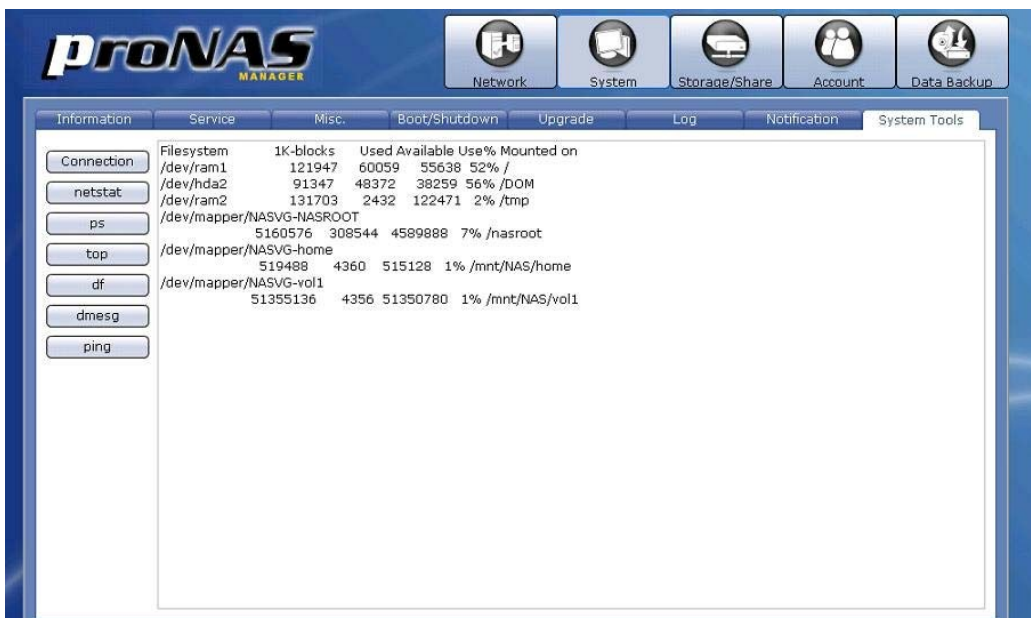 proNAS
MANAGER
Network
System
Storage/Share
Account
Data Backup
Information
Service
Misc.
Boot/Shutdown
Upgrade
Log
Notification
System Tools
Connection
netstat
ps
top
df
dmesg
ping
Filesystem 1K-blocks Used Available Use% Mounted on
/dev/ram1 121947 60059 55638 52% /
/dev/hda2 91347 48372 38259 56% /DOM
/dev/ram2 131703 2432 122471 2% /tmp
/dev/mapper/NASVG-NASROOT
5160576 308544 4589888 7% /nasroot
/dev/mapper/NASVG-home
519488 4360 515128 1% /mnt/NAS/home
/dev/mapper/NASVG-vol1
51355136 4356 51350780 1% /mnt/NAS/vol1